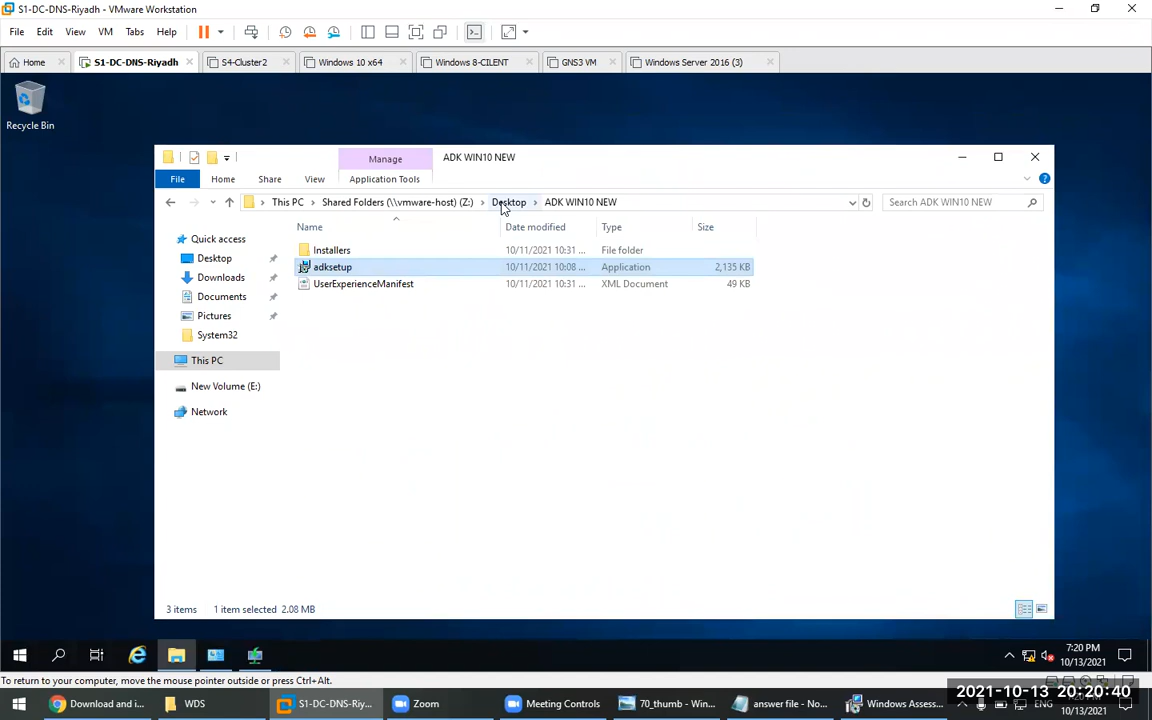 S1-DC-DNS-Riyadh - VMware Workstation
File Edit View VM Tabs Help
Home S1-DC-DNS-Riyadh S4-Cluster2 Windows 10 x64 Windows 8-CILENT GNS3 VM Windows Server 2016 (3)
Recycle Bin
Manage ADK WIN10 NEW
File Home Share View Application Tools
This PC Shared Folders (\\vmware-host) (Z:) Desktop ADK WIN10 NEW Search ADK WIN10 NEW
Name Date modified Type Size
Quick access
Desktop
Downloads
Documents
Pictures
System32
This PC
New Volume (E:)
Network
Installers 10/11/2021 10:31 ... File folder
adksetup 10/11/2021 10:08 ... Application 2,135 KB
UserExperienceManifest 10/11/2021 10:31 ... XML Document 49 KB
3 items 1 item selected 2.08 MB
7:20 PM
10/13/2021
To return to your computer, move the mouse pointer outside or press Ctrl+Alt.
Download and i... WDS S1-DC-DNS-Riy... Zoom Meeting Controls 70_thumb - Win... answer file - No... Windows Assess... ENG
2021-10-13 20:20:40
10/13/2021